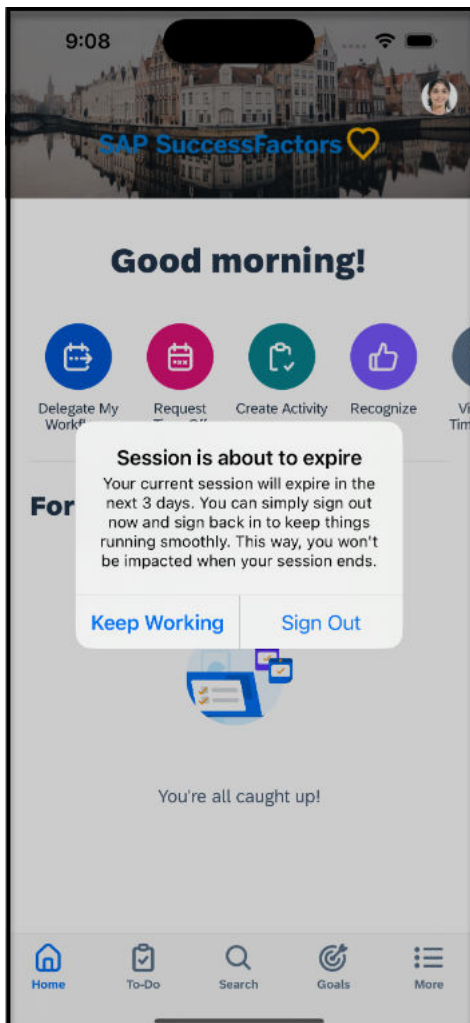 9:08
SAP SuccessFactors
Good morning!
Delegate My
Request
Create Activity
Recognize
Session is about to expire
Your current session will expire in the
next 3 days. You can simply sign out
now and sign back in to keep things
running smoothly. This way, you won't
be impacted when your session ends.
For
Keep Working
Sign Out
You're all caught up!
Home
To-Do
Search
Goals
More